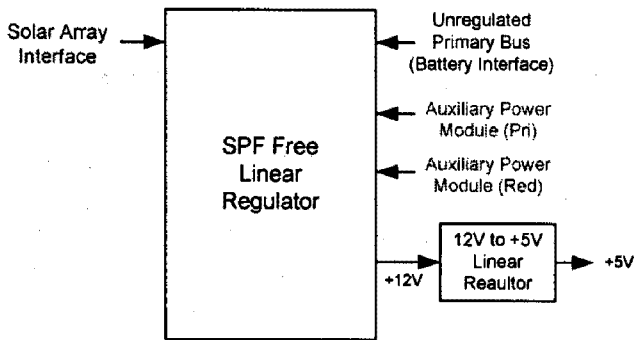 Solar Array
Interface
Unregulated
Primary Bus
(Battery Interface)
Auxiliary Power
Module (Pri)
SPF Free
Linear
Regulator
Auxiliary Power
Module (Red)
12V to +5V
Linear
Reaultor
+12V
+5V